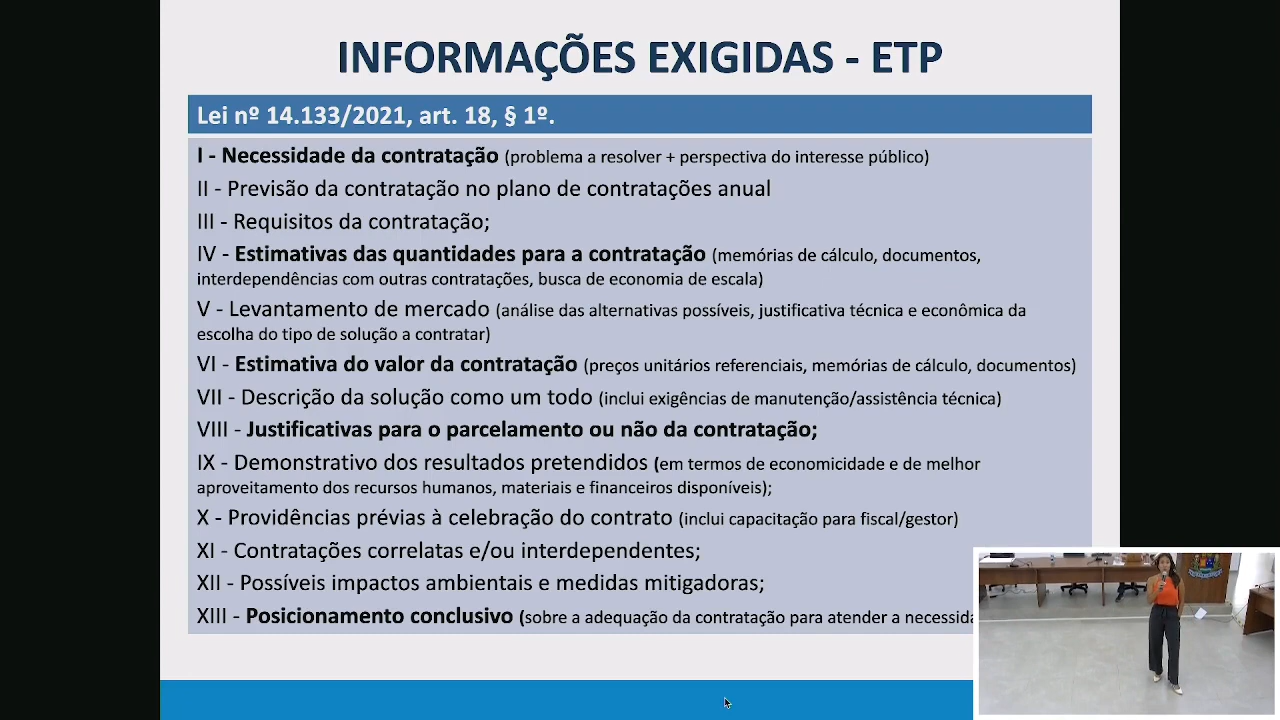 INFORMAÇÕES EXIGIDAS - ETP
Lei nº 14.133/2021, art. 18, § 1º.
I - Necessidade da contratação (problema a resolver + perspectiva do interesse público)
II - Previsão da contratação no plano de contratações anual
III - Requisitos da contratação;
IV - Estimativas das quantidades para a contratação (memórias de cálculo, documentos,
interdependências com outras contratações, busca de economia de escala)
V - Levantamento de mercado (análise das alternativas possíveis, justificativa técnica e econômica da
escolha do tipo de solução a contratar)
VI - Estimativa do valor da contratação (preços unitários referenciais, memórias de cálculo, documentos)
VII - Descrição da solução como um todo (inclui exigências de manutenção/assistência técnica)
VIII - Justificativas para o parcelamento ou não da contratação;
IX - Demonstrativo dos resultados pretendidos (em termos de economicidade e de melhor
aproveitamento dos recursos humanos, materiais e financeiros disponíveis);
X - Providências prévias à celebração do contrato (inclui capacitação para fiscal/gestor)
XI - Contratações correlatas e/ou interdependentes;
XII - Possíveis impactos ambientais e medidas mitigadoras;
XIII - Posicionamento conclusivo (sobre a adequação da contratação para atender a